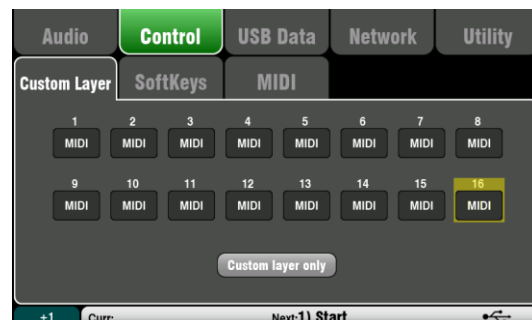 Audio Control USB Data Network Utility
Custom Layer SoftKeys MIDI
1 2 3 4 5 6 7 8
MIDI MIDI MIDI MIDI MIDI MIDI MIDI MIDI
9 10 11 12 13 14 15 16
MIDI MIDI MIDI MIDI MIDI MIDI MIDI MIDI
Custom layer only
+1 Curr: Next:1) Start